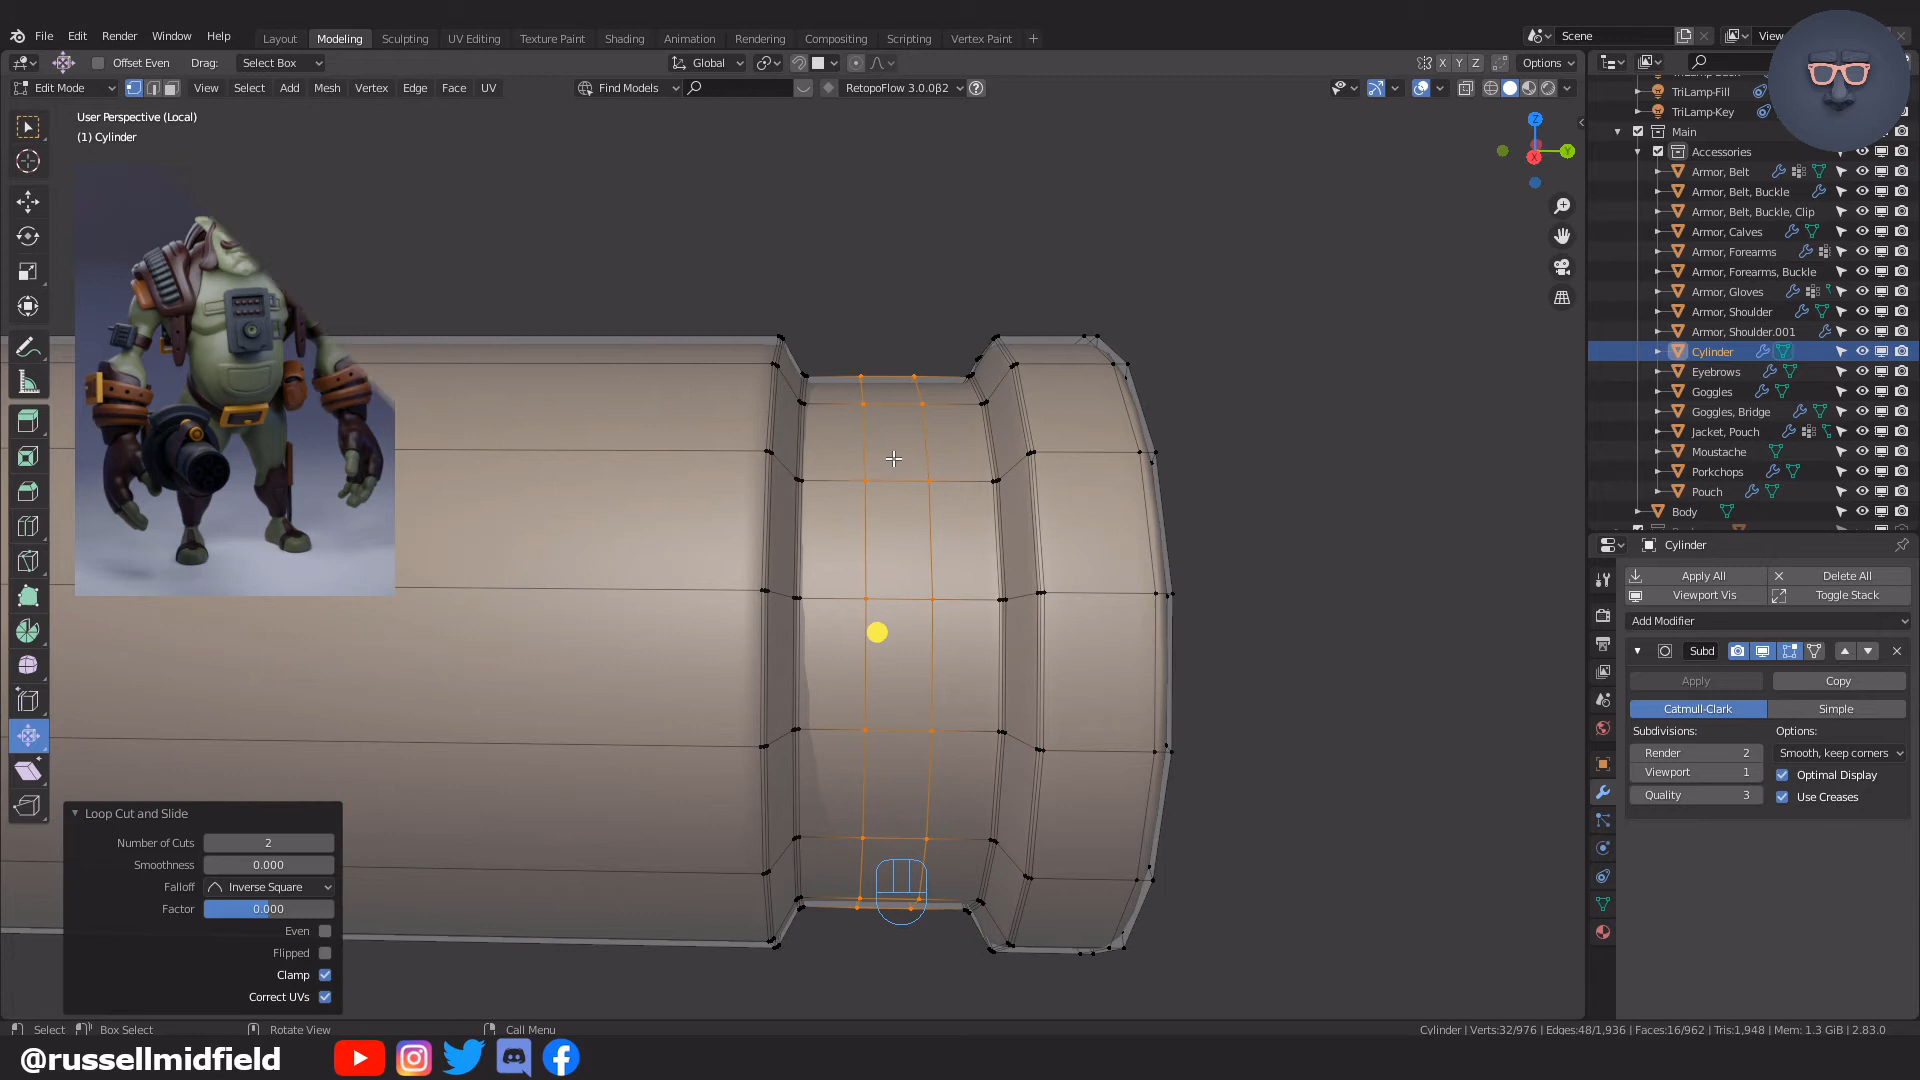 File Edit Render Window Help
Layout Modeling Sculpting UV Editing Texture Paint Shading Animation Rendering Compositing Scripting Vertex Paint +
Scene
View
Offset Even Drag: Select Box
Global
X Y Z Options
Edit Mode View Select Add Mesh Vertex Edge Face UV
Find Models
RetopoFlow 3.0.0β2
User Perspective (Local)
(1) Cylinder
Z
Y
X
TriLamp-Fill
TriLamp-Key
Main
Accessories
Armor, Belt
Armor, Belt, Buckle
Armor, Belt, Buckle, Clip
Armor, Calves
Armor, Forearms
Armor, Forearms, Buckle
Armor, Gloves
Armor, Shoulder
Armor, Shoulder.001
Cylinder
Eyebrows
Goggles
Goggles, Bridge
Jacket, Pouch
Moustache
Porkchops
Pouch
Body
Cylinder
Apply All Delete All
Viewport Vis Toggle Stack
Add Modifier
Subd
Apply Copy
Catmull-Clark Simple
Subdivisions: Options:
Render 2 Smooth, keep corners
Viewport 1 Optimal Display
Quality 3 Use Creases
Loop Cut and Slide
Number of Cuts 2
Smoothness 0.000
Falloff Inverse Square
Factor 0.000
Even
Flipped
Clamp
Correct UVs
Select Box Select Rotate View Call Menu
Cylinder | Verts:32/976 | Edges:48/1,936 | Faces:16/962 | Tris:1,948 | Mem: 1.3 GiB | 2.83.0
@russellmidfield